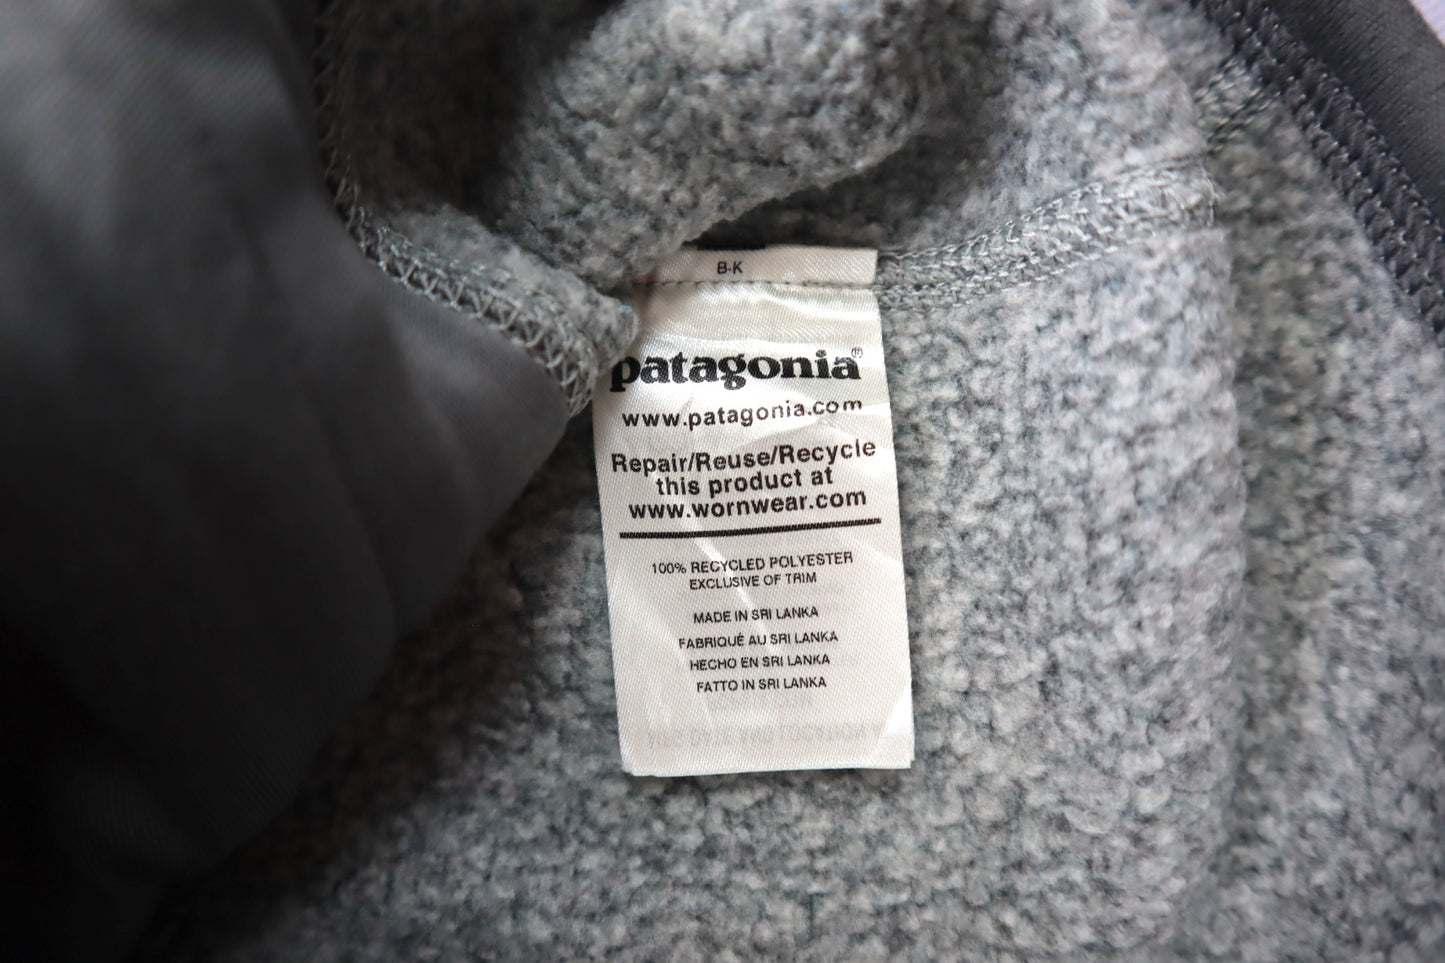 B-K
patagonia®
www.patagonia.com
Repair/Reuse/Recycle
this product at
www.wornwear.com
100% RECYCLED POLYESTER
EXCLUSIVE OF TRIM
MADE IN SRI LANKA
FABRIQUÉ AU SRI LANKA
HECHO EN SRI LANKA
FATTO IN SRI LANKA